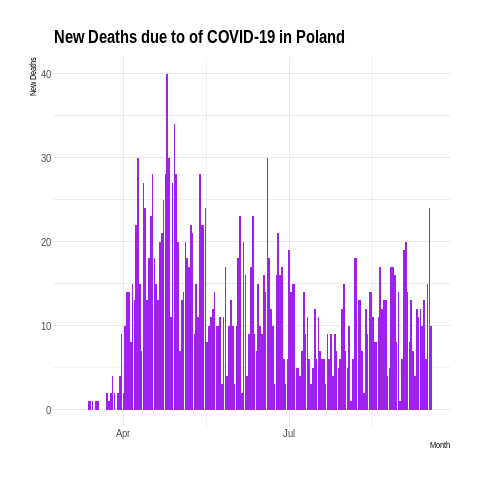 New Deaths due to of COVID-19 in Poland
New Deaths
40
30
20
10
0
Apr
Jul
Month